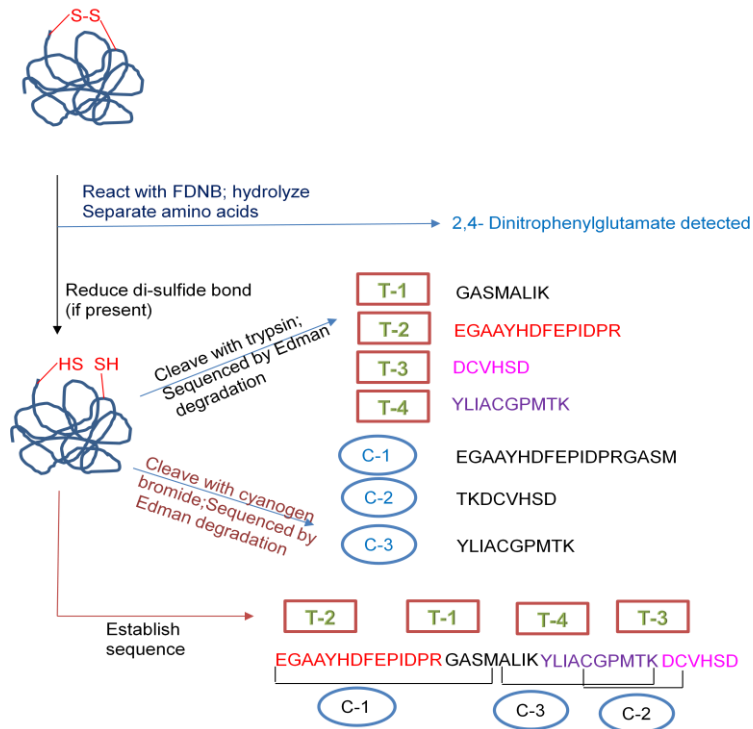 S-S
React with FDNB; hydrolyze
Separate amino acids
2,4- Dinitrophenylglutamate detected
Reduce di-sulfide bond
(if present)
HS SH
Cleave with trypsin;
Sequenced by Edman
degradation
T-1 GASMALIK
T-2 EGAAYHDFEPIDPR
T-3 DCVHSD
T-4 YLIACGPMTK
Cleave with cyanogen
bromide;Sequenced by
Edman degradation
C-1 EGAAYHDFEPIDPRGASM
C-2 TKDCVHSD
C-3 YLIACGPMTK
Establish
sequence
T-2 T-1 T-4 T-3
EGAAYHDFEPIDPRGASMALIKYLIACGPMTKDCVHSD
C-1 C-3 C-2